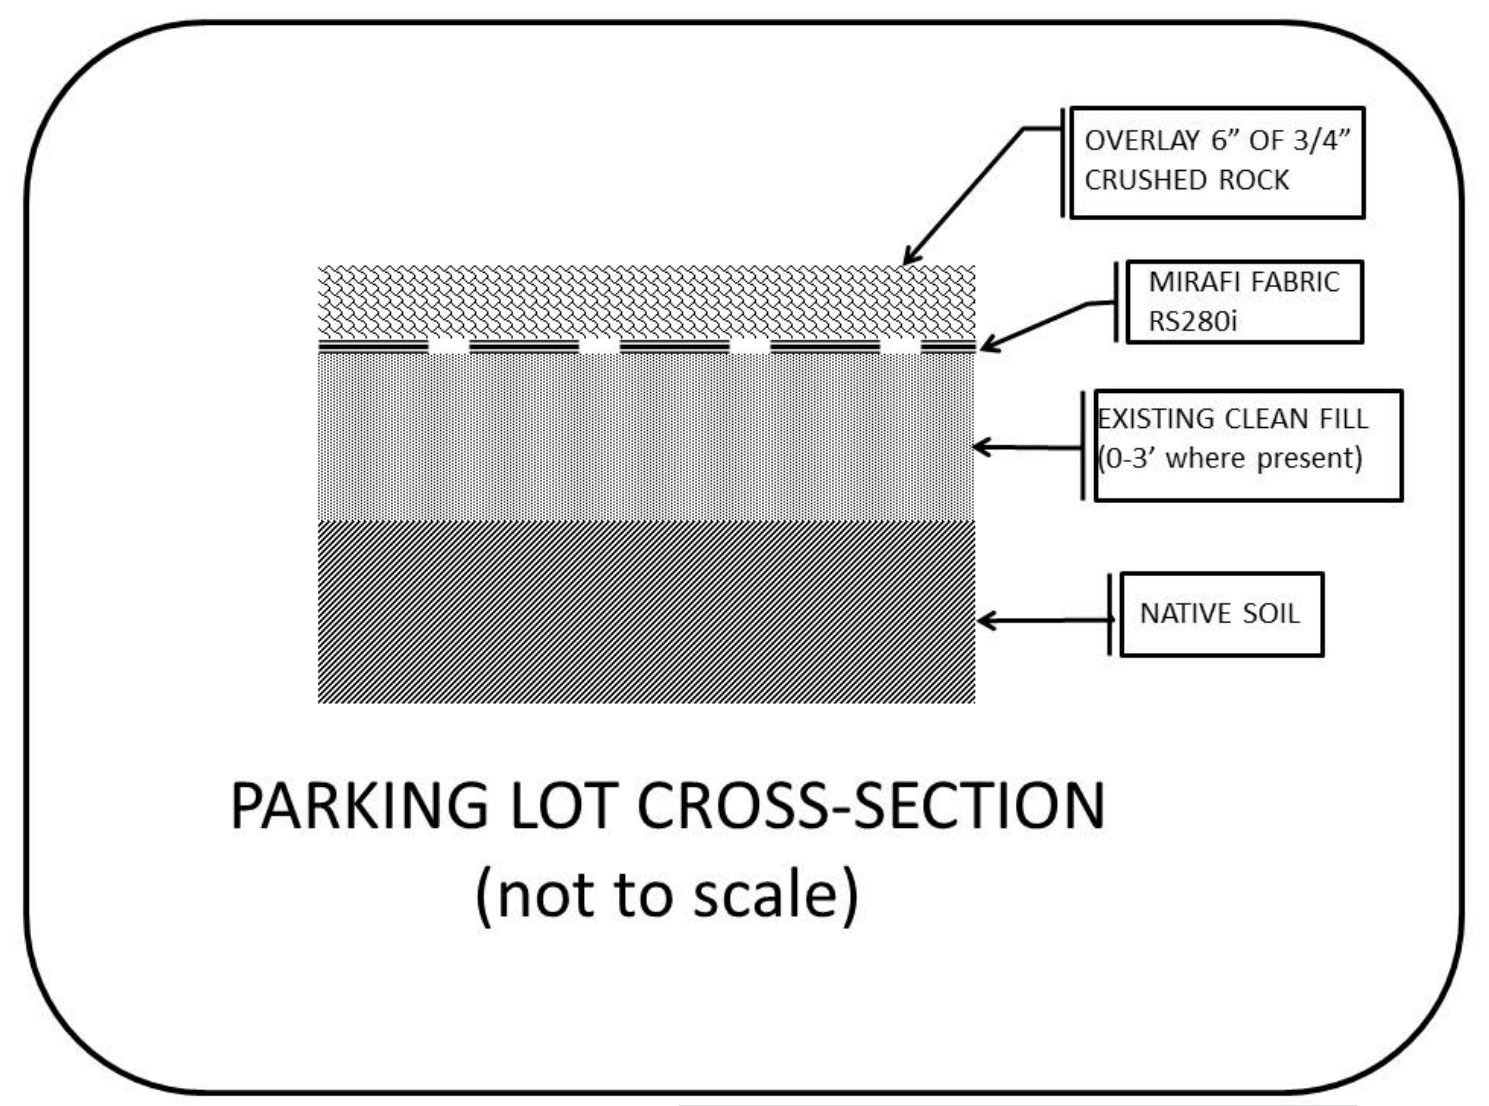 OVERLAY 6” OF 3/4”
CRUSHED ROCK
MIRAFI FABRIC
RS280i
EXISTING CLEAN FILL
(0-3’ where present)
NATIVE SOIL
PARKING LOT CROSS-SECTION
(not to scale)